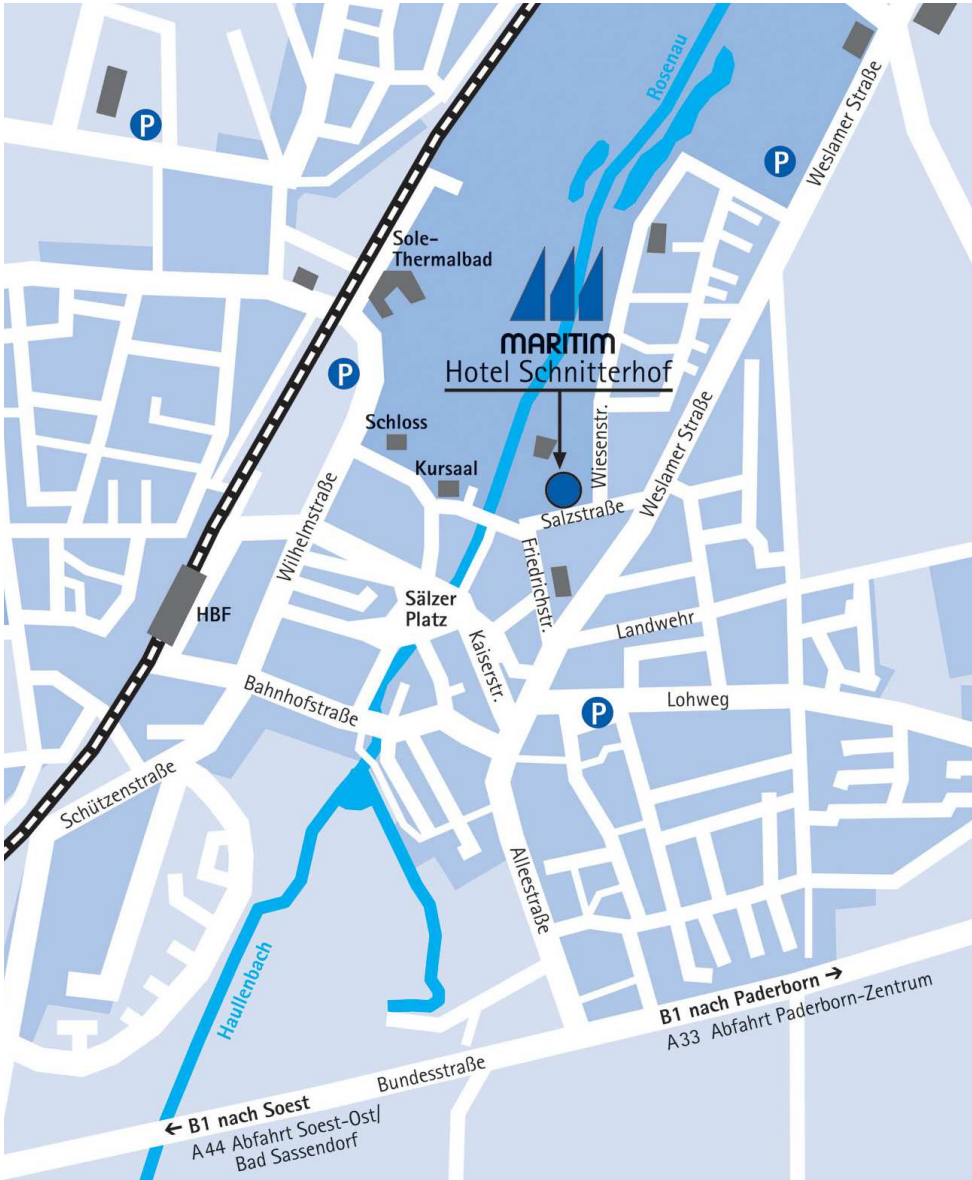 Rosenau
P
P
Weslamer Straße
Sole-
Thermalbad
MARITIM
Hotel Schnitterhof
P
Schloss
Kursaal
Wiesenstr.
Weslamer Straße
Salzstraße
Wilhelmstraße
Friedrichstr.
HBF
Sälzer
Platz
Landwehr
Kaiserstr.
Bahnhofstraße
Lohweg
P
Schützenstraße
Alleestraße
Haullenbach
B1 nach Paderborn →
A33 Abfahrt Paderborn-Zentrum
Bundesstraße
← B1 nach Soest
A44 Abfahrt Soest-Ost/
Bad Sassendorf